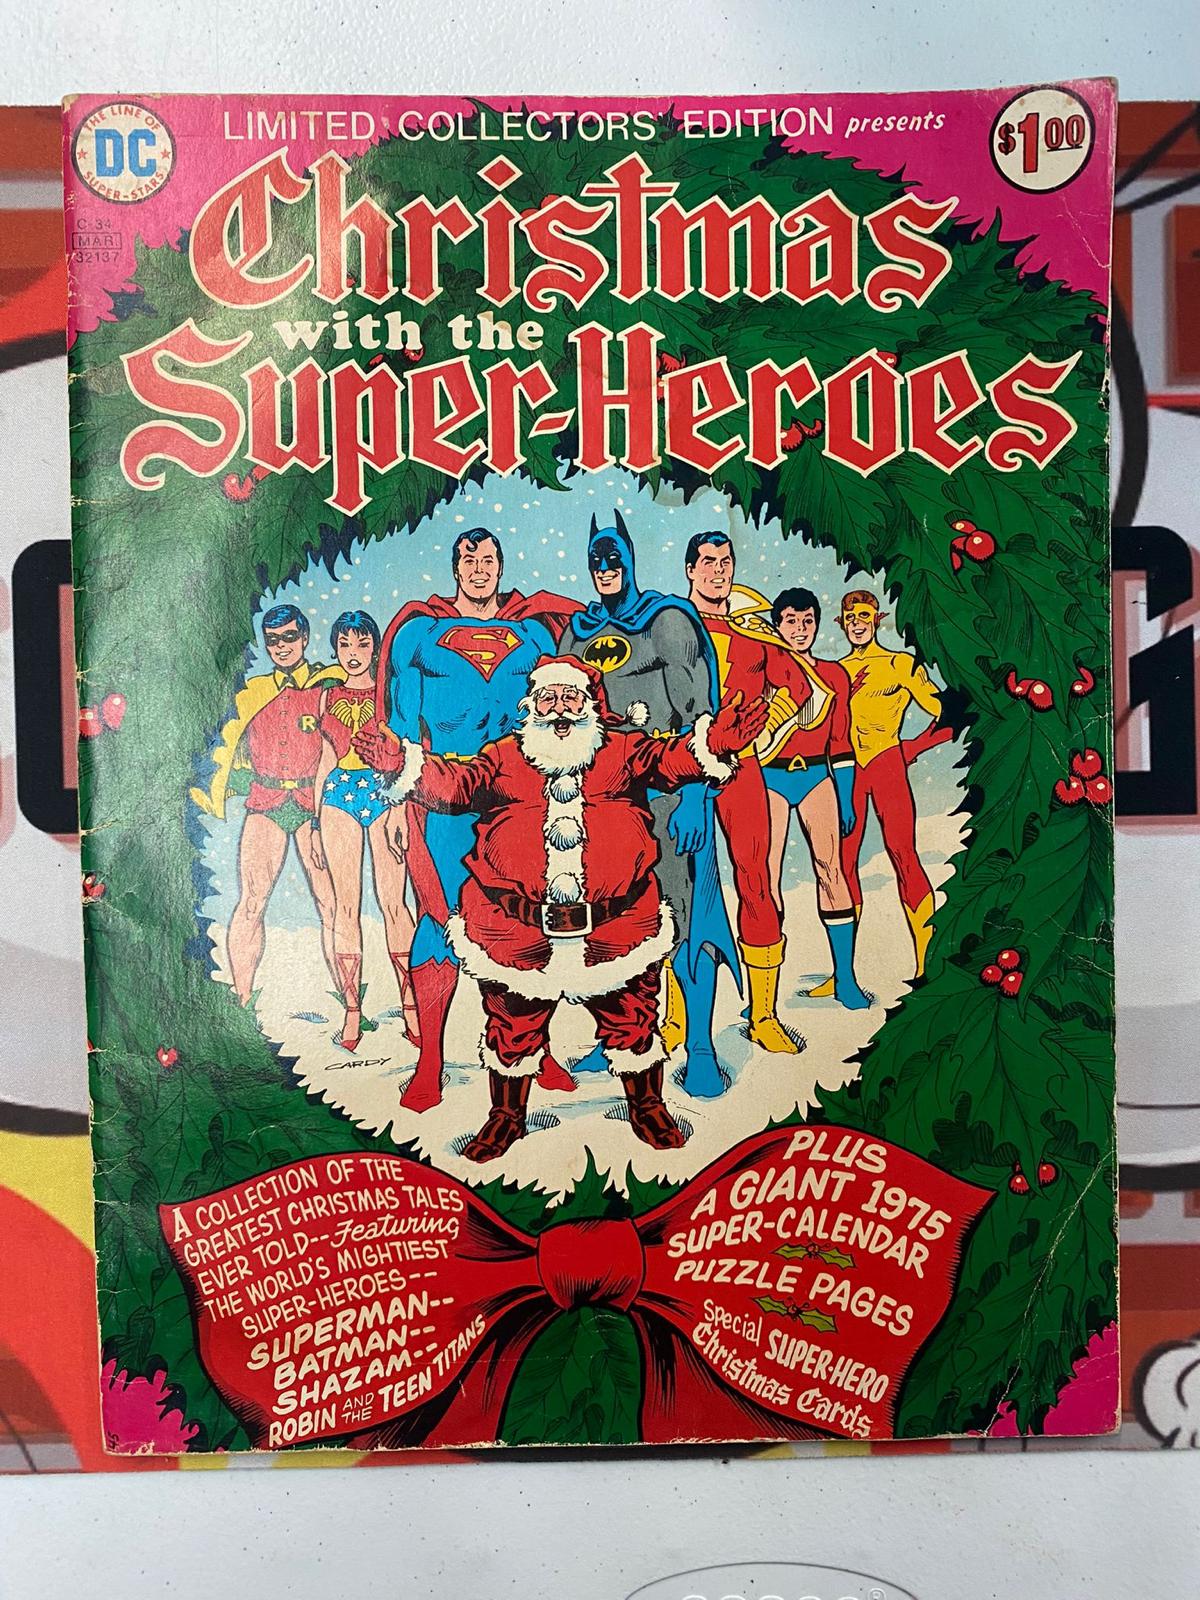 THE LINE OF
DC
SUPER-STARS
LIMITED COLLECTORS' EDITION presents
$1.00
C-34
MAR.
32137
Christmas
with the
Super-Heroes
R
S
CARDY
A COLLECTION OF THE
GREATEST CHRISTMAS TALES
EVER TOLD--Featuring
THE WORLD'S MIGHTIEST
SUPER-HEROES--
SUPERMAN--
BATMAN--
SHAZAM--
ROBIN AND THE TEEN TITANS
PLUS
A GIANT 1975
SUPER-CALENDAR
PUZZLE PAGES
Special SUPER-HERO
Christmas Cards